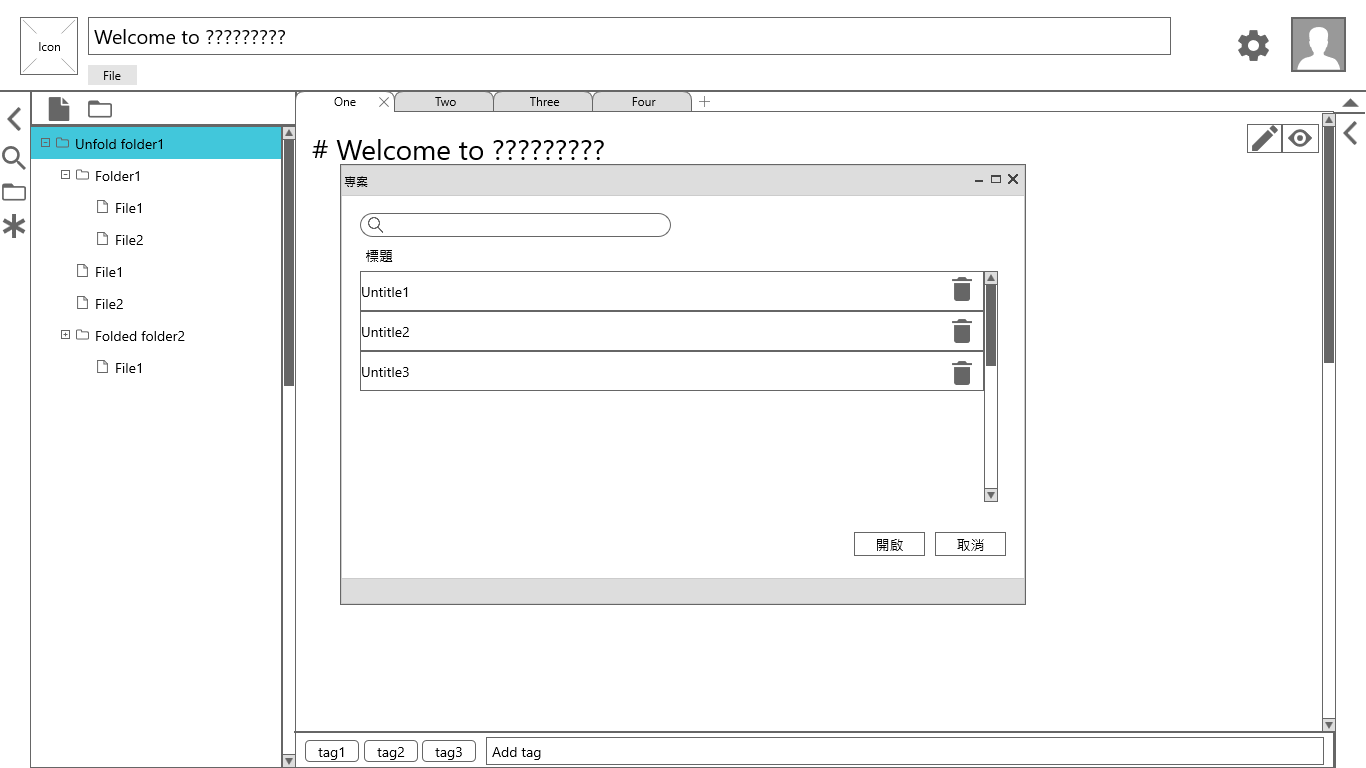 Icon
Welcome to ?????????
File
One
Two
Three
Four
Unfold folder1
Folder1
File1
File2
File1
File2
Folded folder2
File1
# Welcome to ?????????
專案
標題
Untitle1
Untitle2
Untitle3
開啟
取消
tag1
tag2
tag3
Add tag